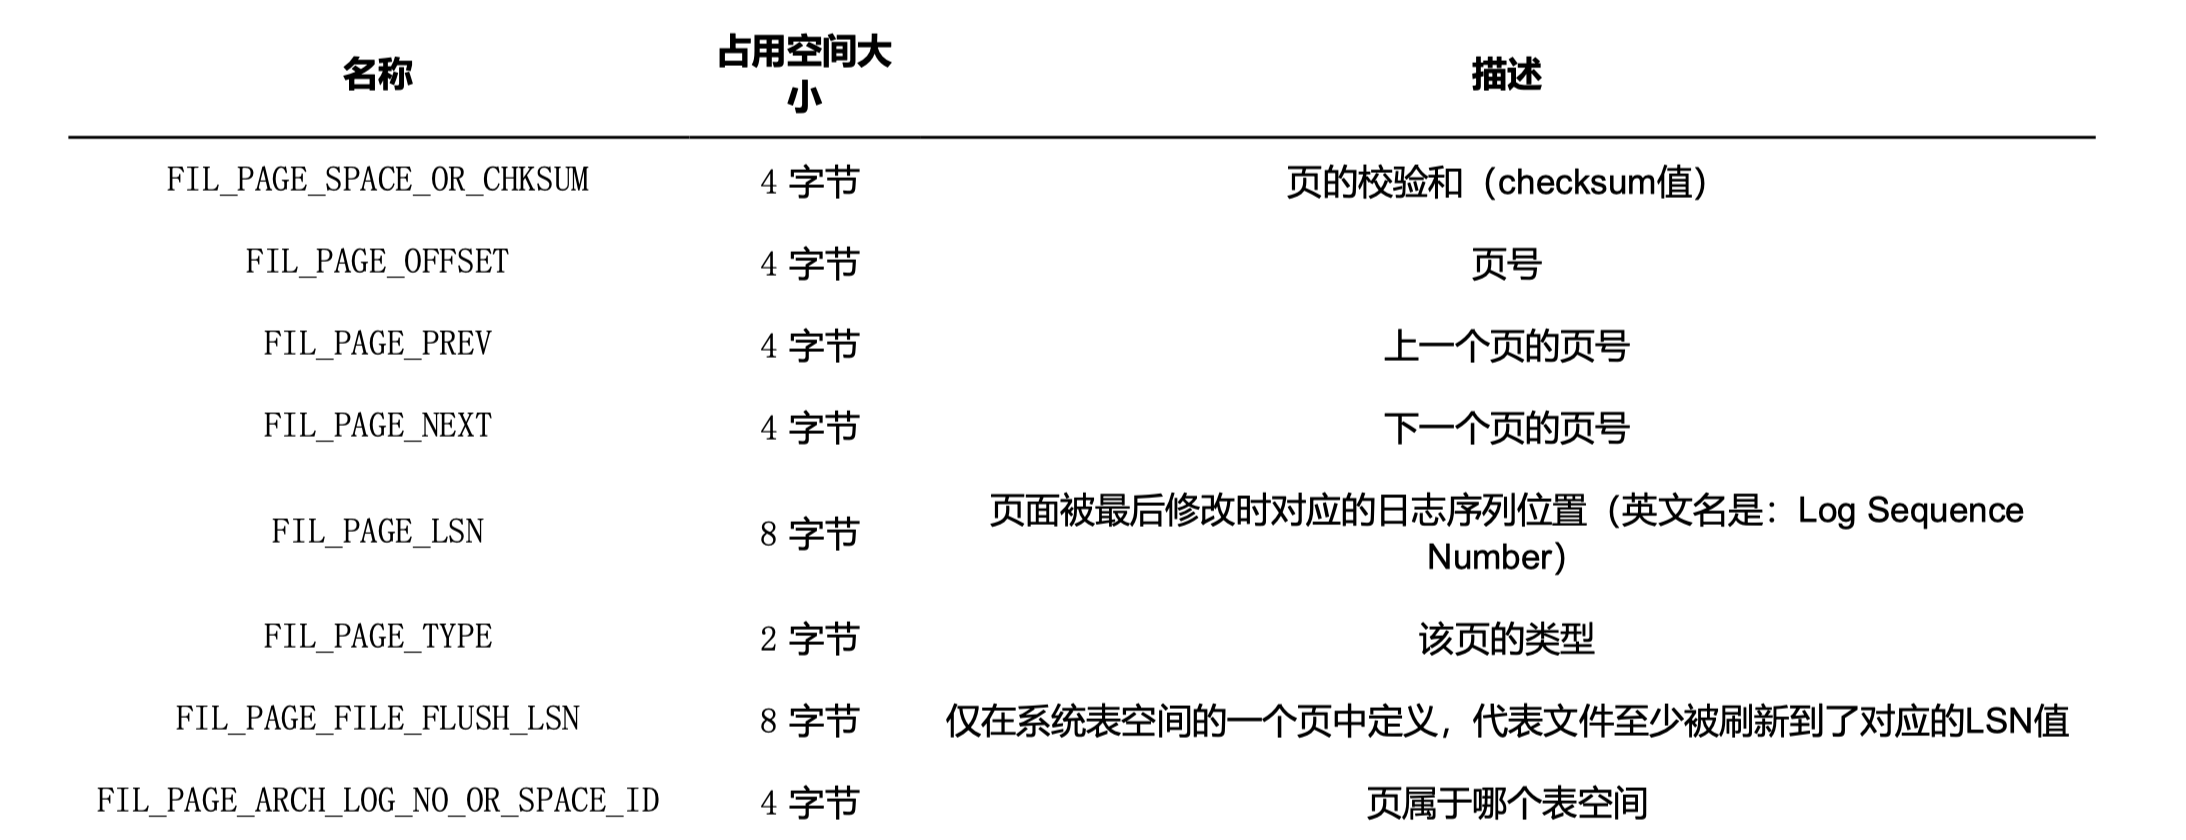 名称 占用空间大小 描述
FIL_PAGE_SPACE_OR_CHKSUM 4 字节 页的校验和（checksum值）
FIL_PAGE_OFFSET 4 字节 页号
FIL_PAGE_PREV 4 字节 上一个页的页号
FIL_PAGE_NEXT 4 字节 下一个页的页号
FIL_PAGE_LSN 8 字节 页面被最后修改时对应的日志序列位置（英文名是：Log Sequence Number）
FIL_PAGE_TYPE 2 字节 该页的类型
FIL_PAGE_FILE_FLUSH_LSN 8 字节 仅在系统表空间的一个页中定义，代表文件至少被刷新到了对应的LSN值
FIL_PAGE_ARCH_LOG_NO_OR_SPACE_ID 4 字节 页属于哪个表空间